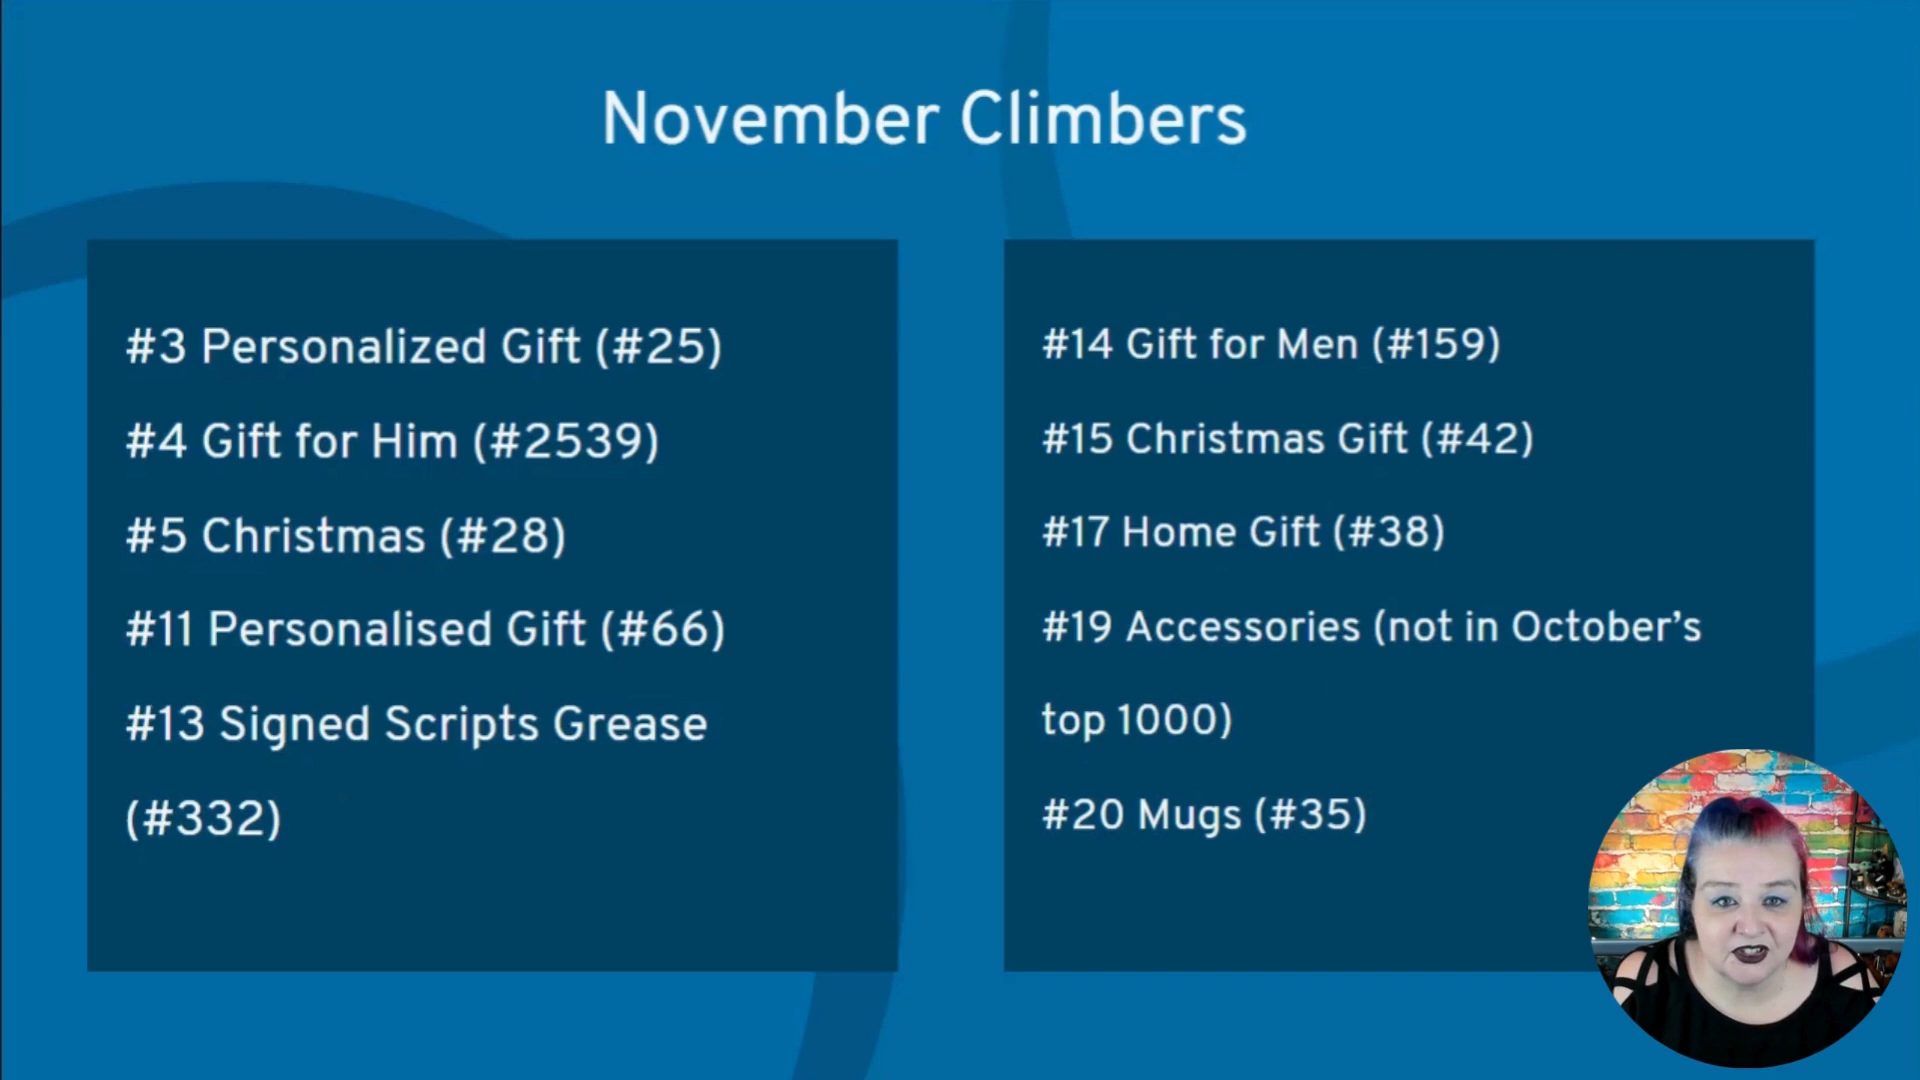 November Climbers
#3 Personalized Gift (#25)
#4 Gift for Him (#2539)
#5 Christmas (#28)
#11 Personalised Gift (#66)
#13 Signed Scripts Grease
(#332)
#14 Gift for Men (#159)
#15 Christmas Gift (#42)
#17 Home Gift (#38)
#19 Accessories (not in October’s
top 1000)
#20 Mugs (#35)